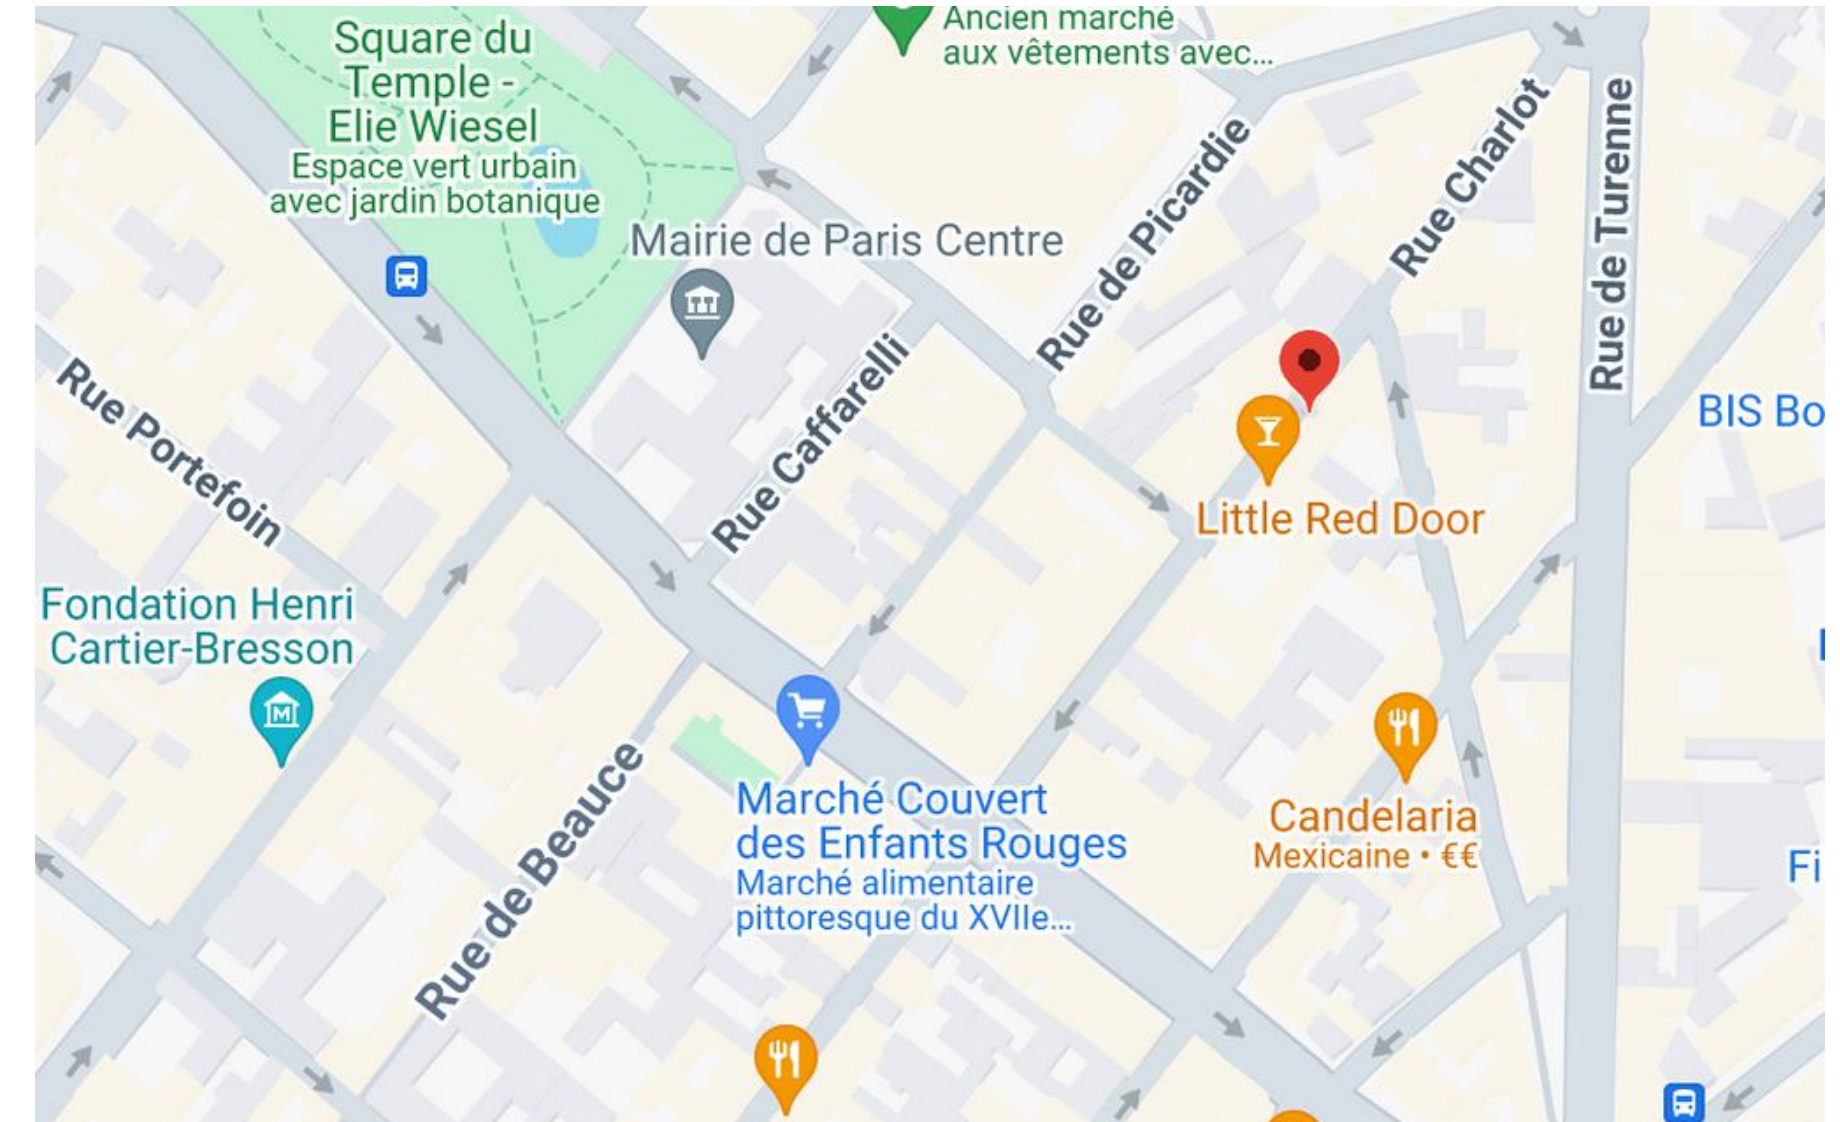 Ancien marché
aux vêtements avec...
Square du
Temple -
Elie Wiesel
Espace vert urbain
avec jardin botanique
Mairie de Paris Centre
Rue de Picardie
Rue Charlot
Rue de Turenne
Rue Portefoin
Rue Caffarelli
BIS Bo
Little Red Door
Fondation Henri
Cartier-Bresson
Rue de Beauce
Marché Couvert
des Enfants Rouges
Marché alimentaire
pittoresque du XVIIe...
Candelaria
Mexicaine • €€
Fi